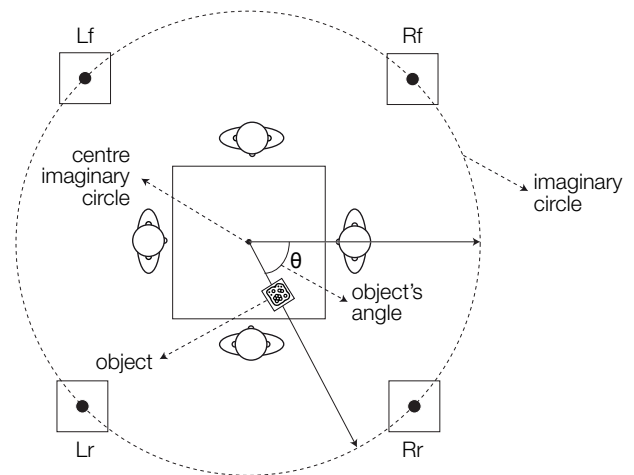 Lf
Rf
centre
imaginary
circle
imaginary
circle
θ
object's
angle
object
Lr
Rr